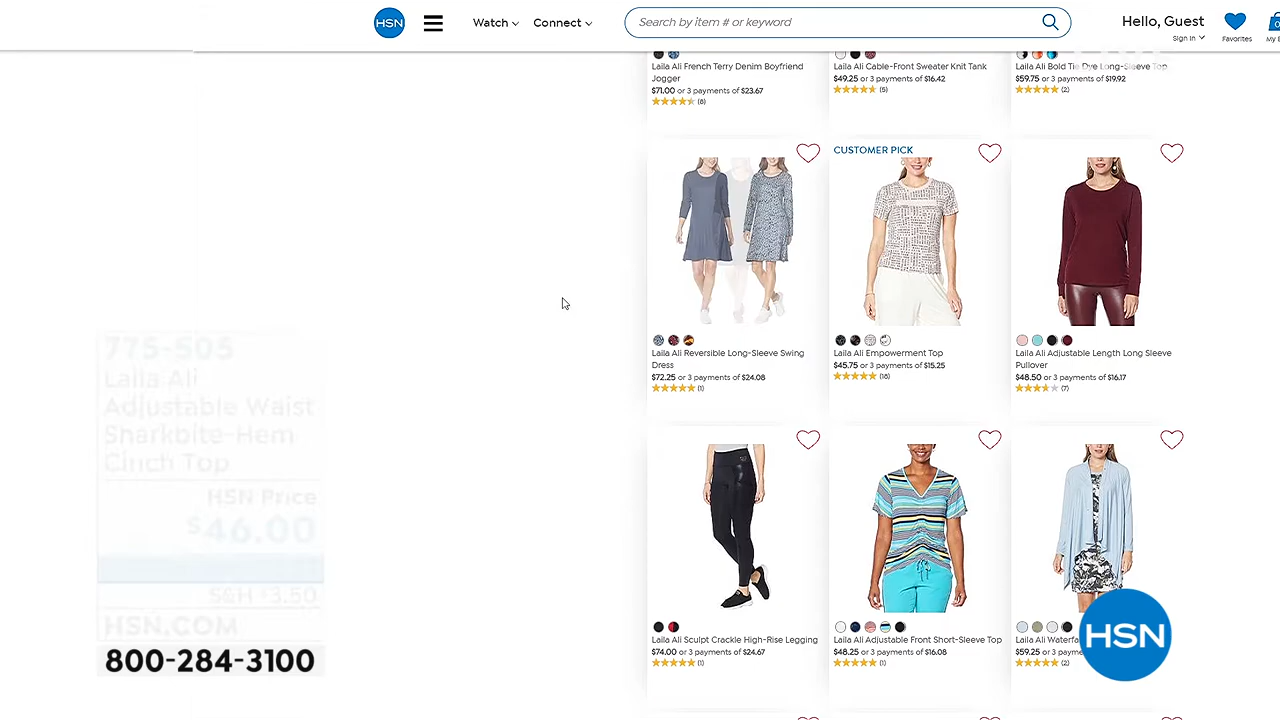 HSN
Watch
Connect
Search by item # or keyword
Hello, Guest
Sign In
Favorites
0
Laila Ali French Terry Denim Boyfriend
Jogger
$71.00 or 3 payments of $23.67
(8)
Laila Ali Cable-Front Sweater Knit Tank
$49.25 or 3 payments of $16.42
(5)
Laila Ali Bold Tie Dye Long-Sleeve Top
$59.75 or 3 payments of $19.92
(2)
Laila Ali Reversible Long-Sleeve Swing
Dress
$72.25 or 3 payments of $24.08
(1)
CUSTOMER PICK
Laila Ali Empowerment Top
$45.75 or 3 payments of $15.25
(18)
Laila Ali Adjustable Length Long Sleeve
Pullover
$48.50 or 3 payments of $16.17
(7)
Laila Ali Sculpt Crackle High-Rise Legging
$74.00 or 3 payments of $24.67
(1)
Laila Ali Adjustable Front Short-Sleeve Top
$48.25 or 3 payments of $16.08
(1)
Laila Ali
$59.25 or 3 payme
(2)
775-505
Laila Ali
Adjustable Waist
Sharkbite-Hem
Cinch Top
HSN Price
$46.00
S&H $3.50
HSN.COM
800-284-3100
HSN